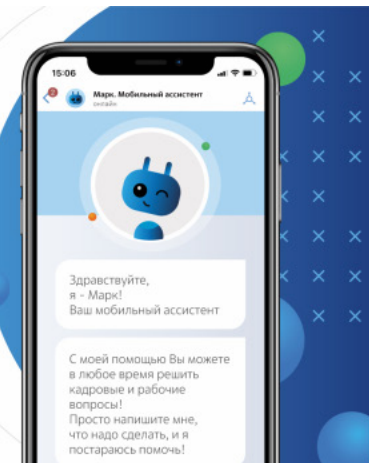 15:06
2
Марк. Мобильный ассистент
онлайн
Здравствуйте,
я – Марк!
Ваш мобильный ассистент
С моей помощью Вы можете
в любое время решить
кадровые и рабочие
вопросы!
Просто напишите мне,
что надо сделать, и я
постараюсь помочь!